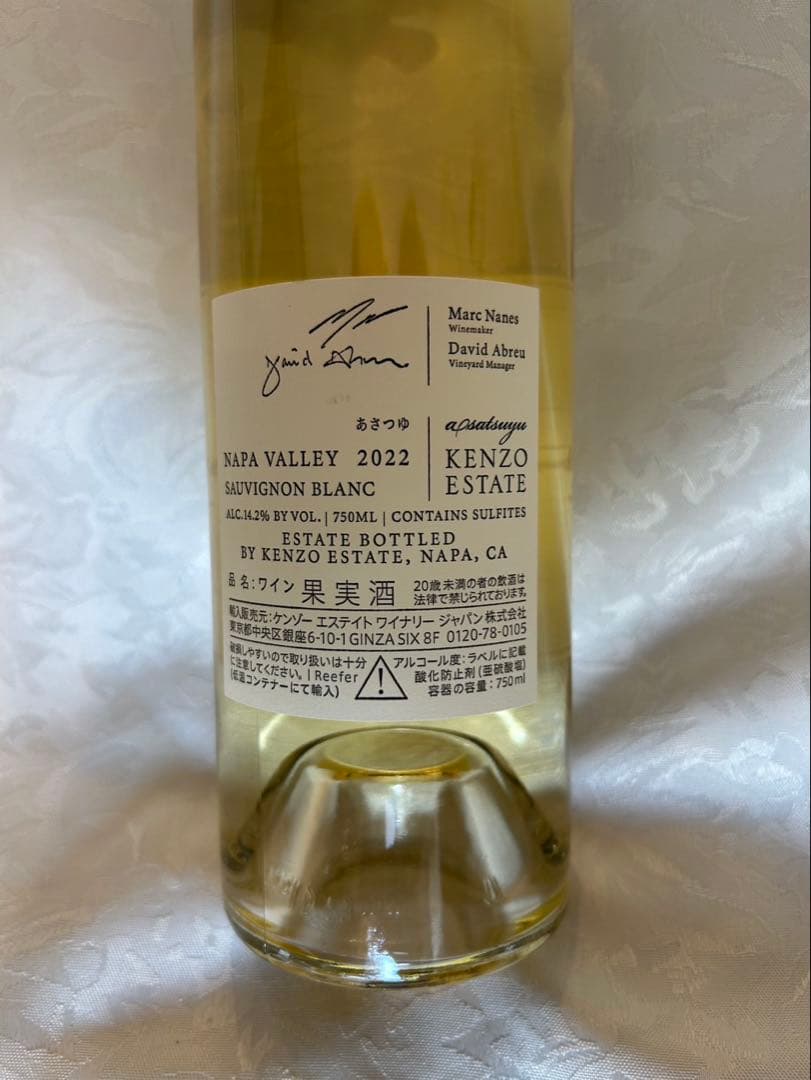 David Abreu
Marc Nanes
Winemaker
David Abreu
Vineyard Manager
あさつゆ
asatsuyu
NAPA VALLEY 2022
KENZO
SAUVIGNON BLANC
ESTATE
ALC.14.2% BY VOL. | 750ML | CONTAINS SULFITES
ESTATE BOTTLED
BY KENZO ESTATE, NAPA, CA
品 名:ワイン 果 実 酒
20歳未満の者の飲酒は
法律で禁じられております。
輸入販売元:ケンゾー エステイト ワイナリー ジャパン 株式会社
東京都中央区銀座6-10-1 GINZA SIX 8F 0120-78-0105
破損しやすいので取り扱いは十分
に注意してください。 | Reefer
(低温コンテナーにて輸入)
!
アルコール度:ラベルに記載
酸化防止剤 (亜硫酸塩)
容器の容量:750ml